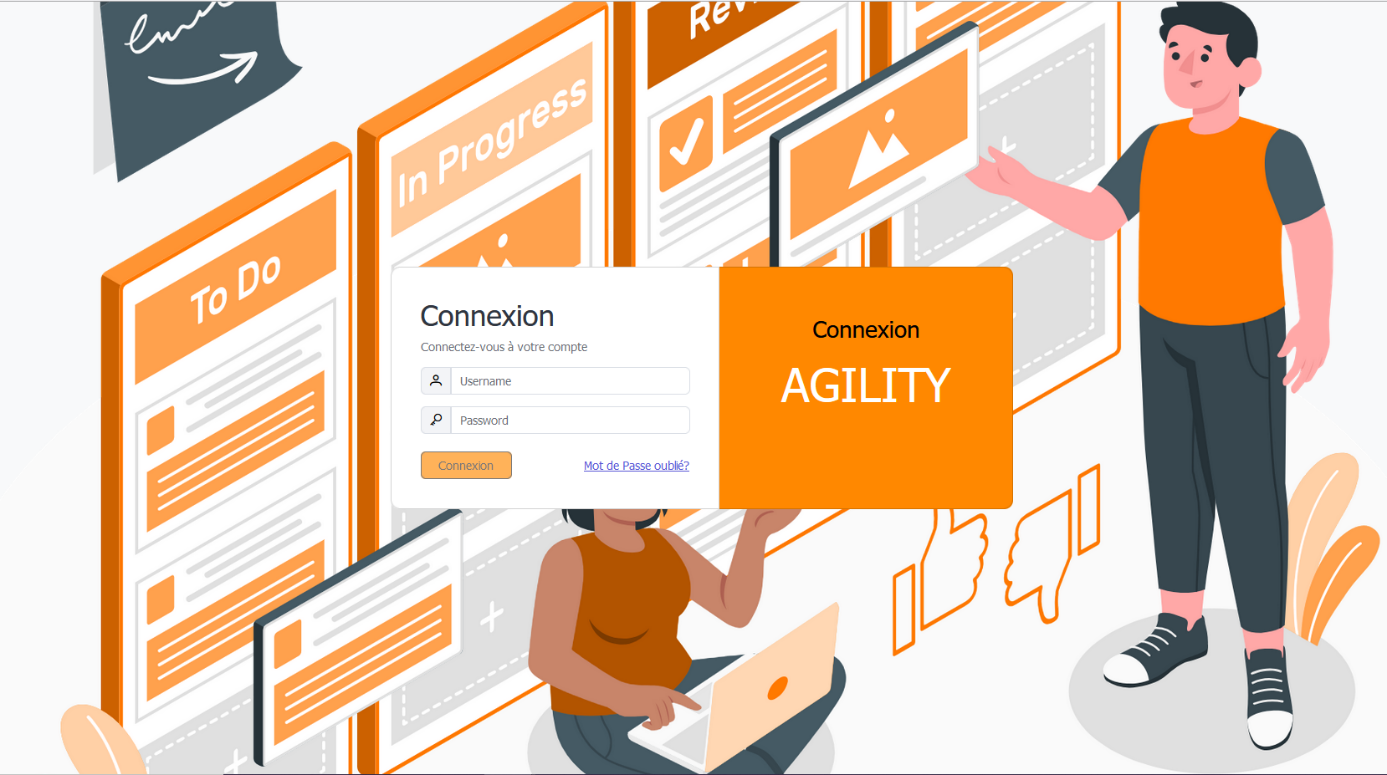 To Do
In Progress
Connexion
Connectez-vous à votre compte
Username
Password
Connexion
Mot de Passe oublié?
Connexion
AGILITY